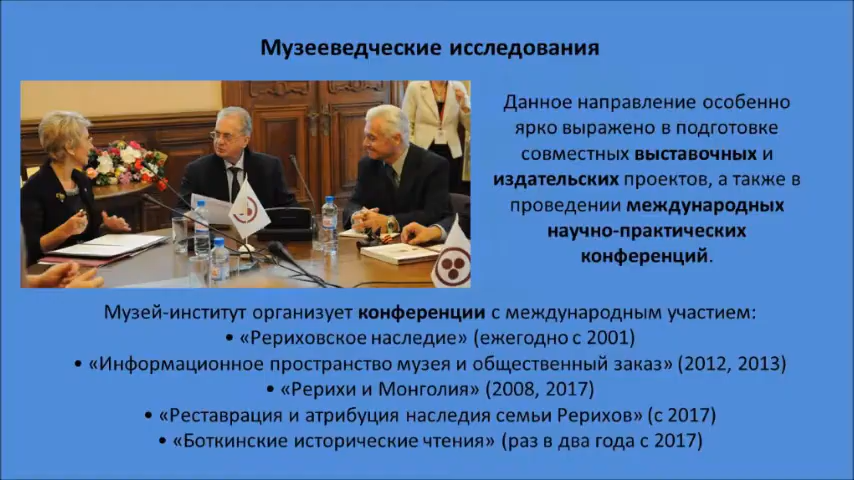 Музееведческие исследования
Данное направление особенно
ярко выражено в подготовке
совместных выставочных и
издательских проектов, а также в
проведении международных
научно-практических
конференций.
Музей-институт организует конференции с международным участием:
• «Рериховское наследие» (ежегодно с 2001)
• «Информационное пространство музея и общественный заказ» (2012, 2013)
• «Рерихи и Монголия» (2008, 2017)
• «Реставрация и атрибуция наследия семьи Рерихов» (с 2017)
• «Боткинские исторические чтения» (раз в два года с 2017)